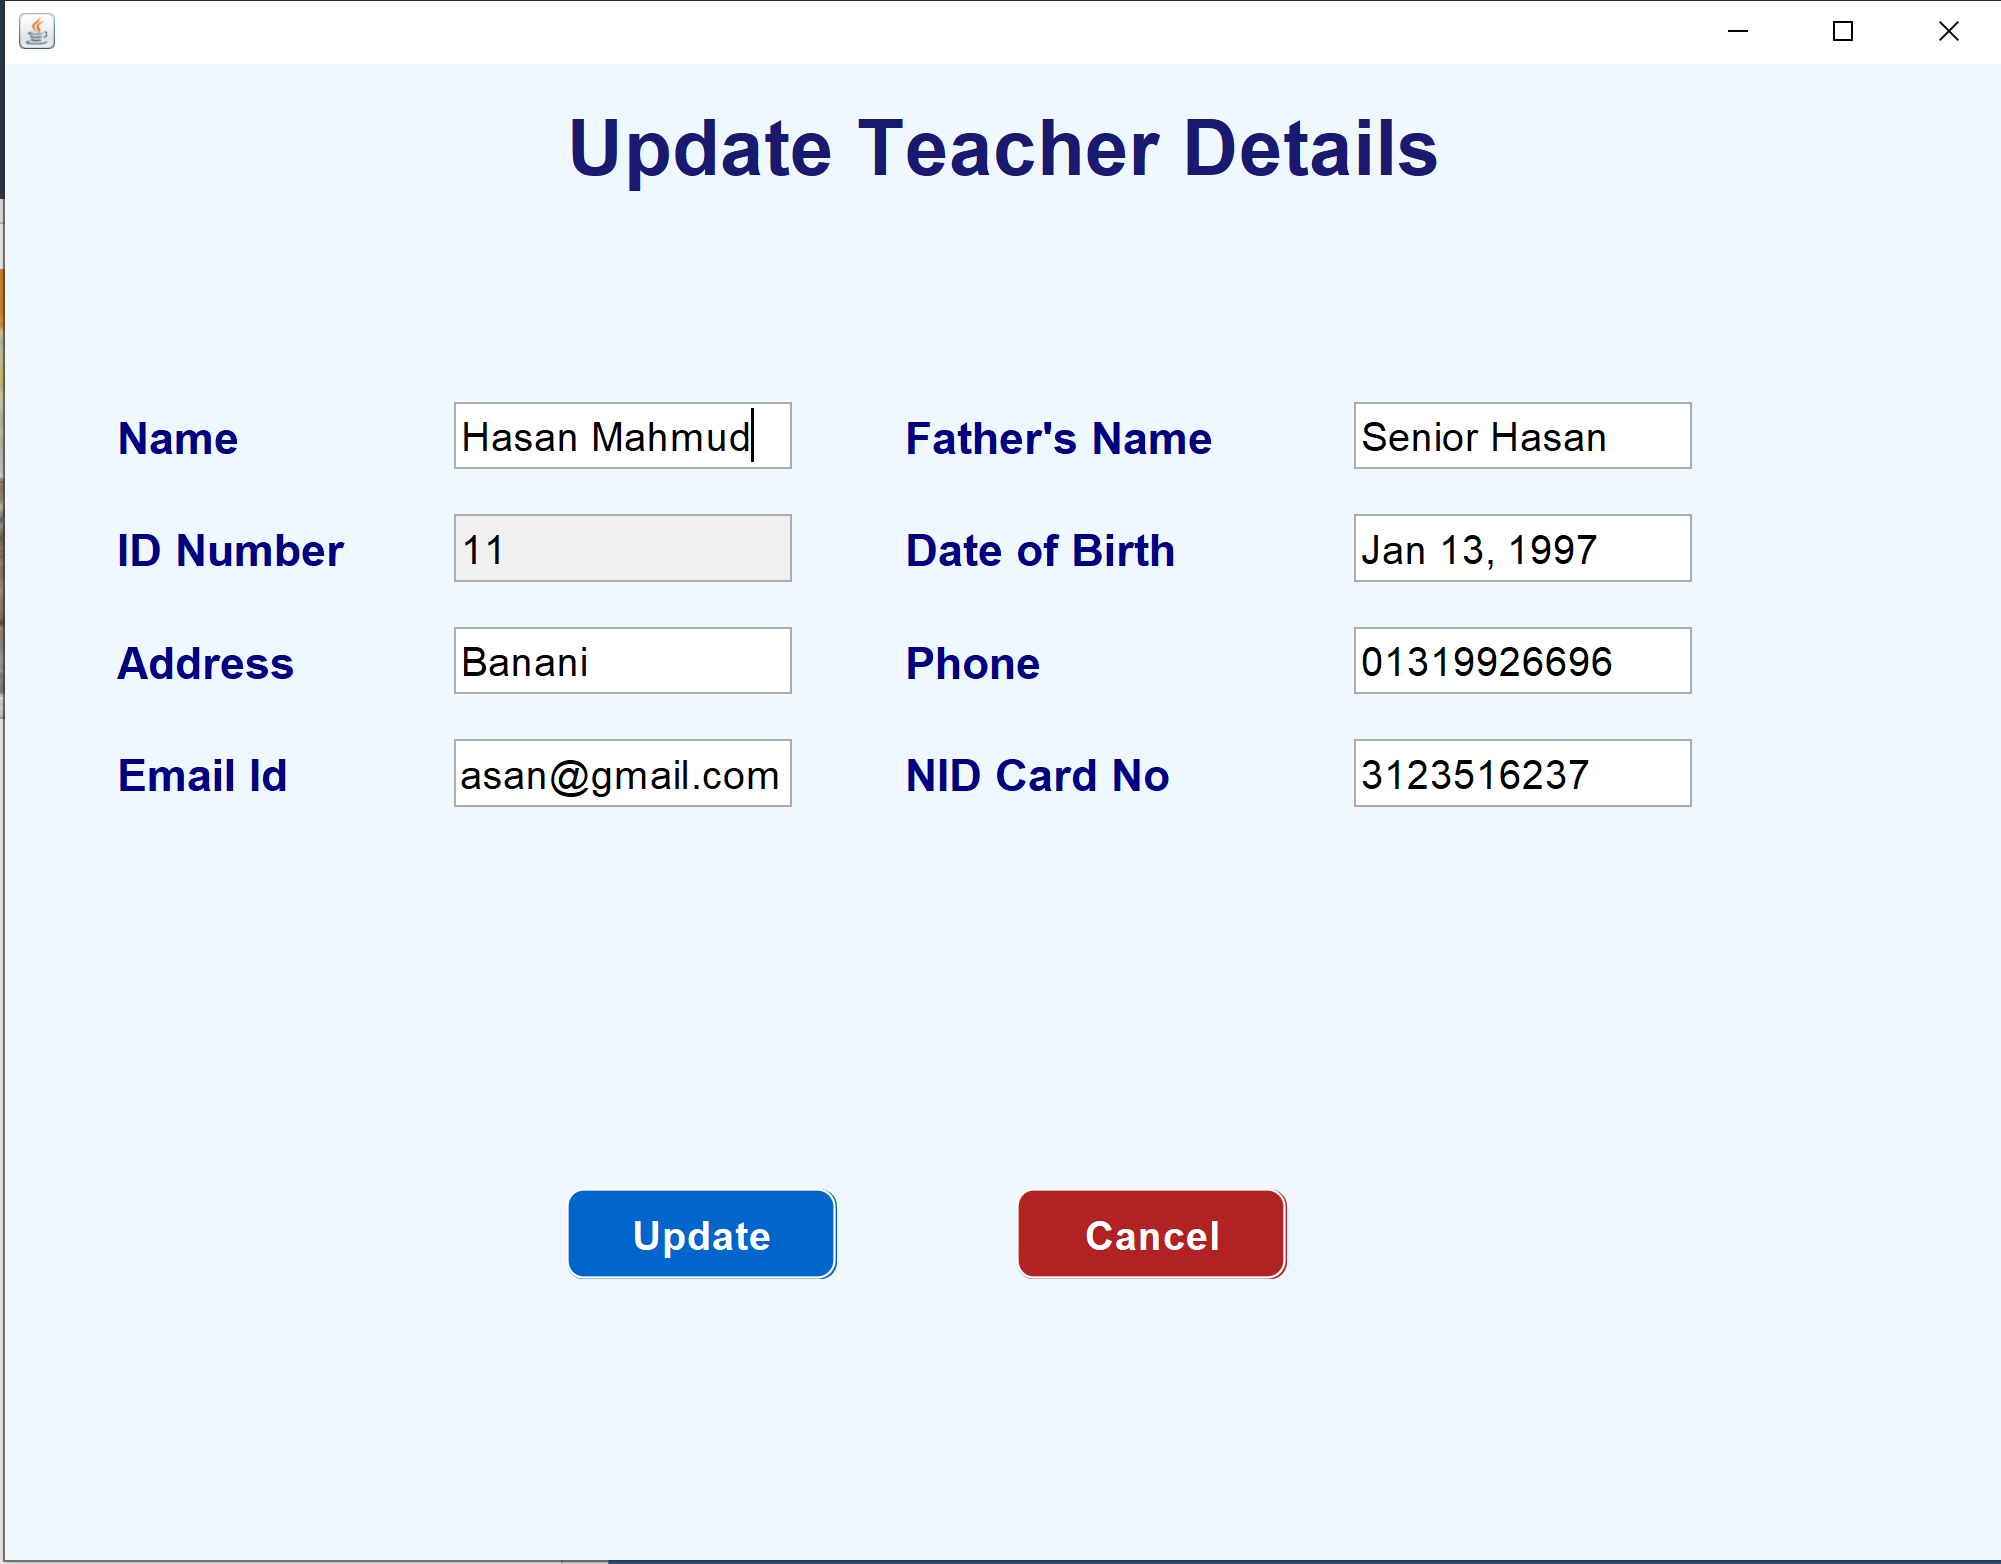 Update Teacher Details
Name Hasan Mahmud Father's Name Senior Hasan
ID Number 11 Date of Birth Jan 13, 1997
Address Banani Phone 01319926696
Email Id asan@gmail.com NID Card No 3123516237
Update Cancel